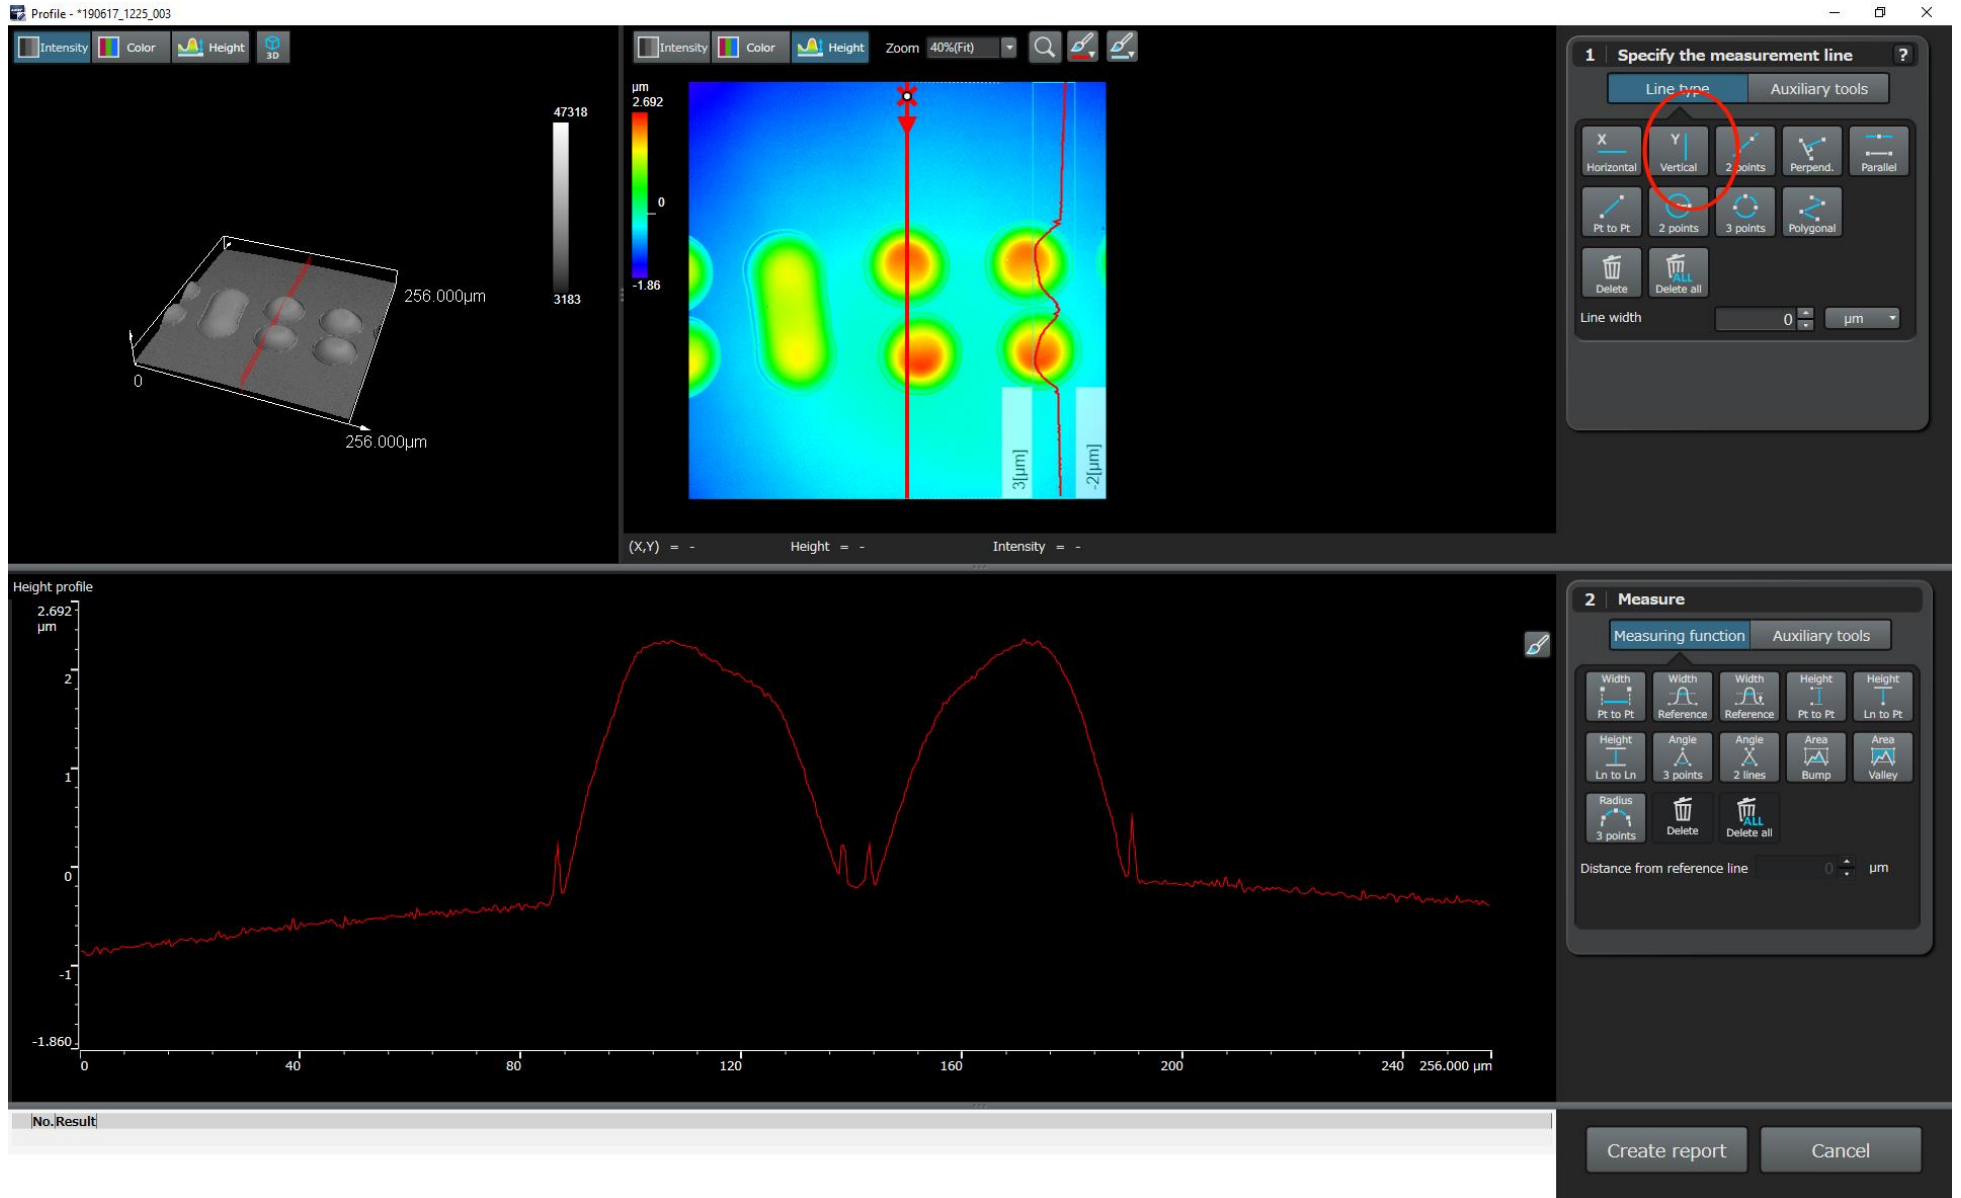 Profile - *190617_1225_003
Intensity Color Height 3D
47318
3183
256.000µm
0
256.000µm
Intensity Color Height Zoom 40%(Fit)
µm
2.692
0
-1.86
3[µm]
-2[µm]
(X,Y) = - Height = - Intensity = -
1 Specify the measurement line ?
Line type Auxiliary tools
X Y
Horizontal Vertical 2 points Perpend. Parallel
Pt to Pt 2 points 3 points Polygonal
ALL
Delete Delete all
Line width 0 µm
Height profile
2.692
µm
2
1
0
-1
-1.860
0 40 80 120 160 200 240 256.000 µm
2 Measure
Measuring function Auxiliary tools
Width Width Width Height Height
Pt to Pt Reference Reference Pt to Pt Ln to Pt
Height Angle Angle Area Area
Ln to Ln 3 points 2 lines Bump Valley
Radius
ALL
3 points Delete Delete all
Distance from reference line 0 µm
No. Result
Create report Cancel